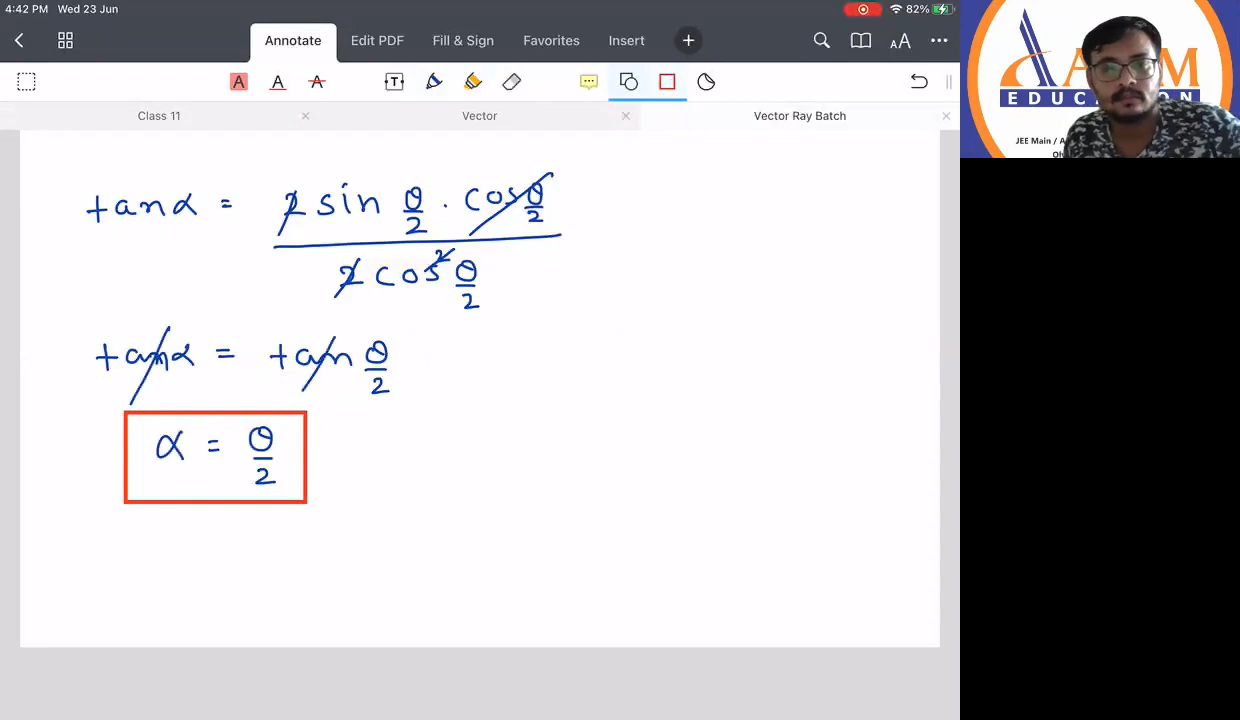 4:42 PM Wed 23 Jun
82%
Annotate Edit PDF Fill & Sign Favorites Insert
Class 11 Vector Vector Ray Batch
tanα = 2 sin θ/2 · cos θ/2
2 cos² θ/2
tanα = tan θ/2
α = θ/2
JEE Main / A